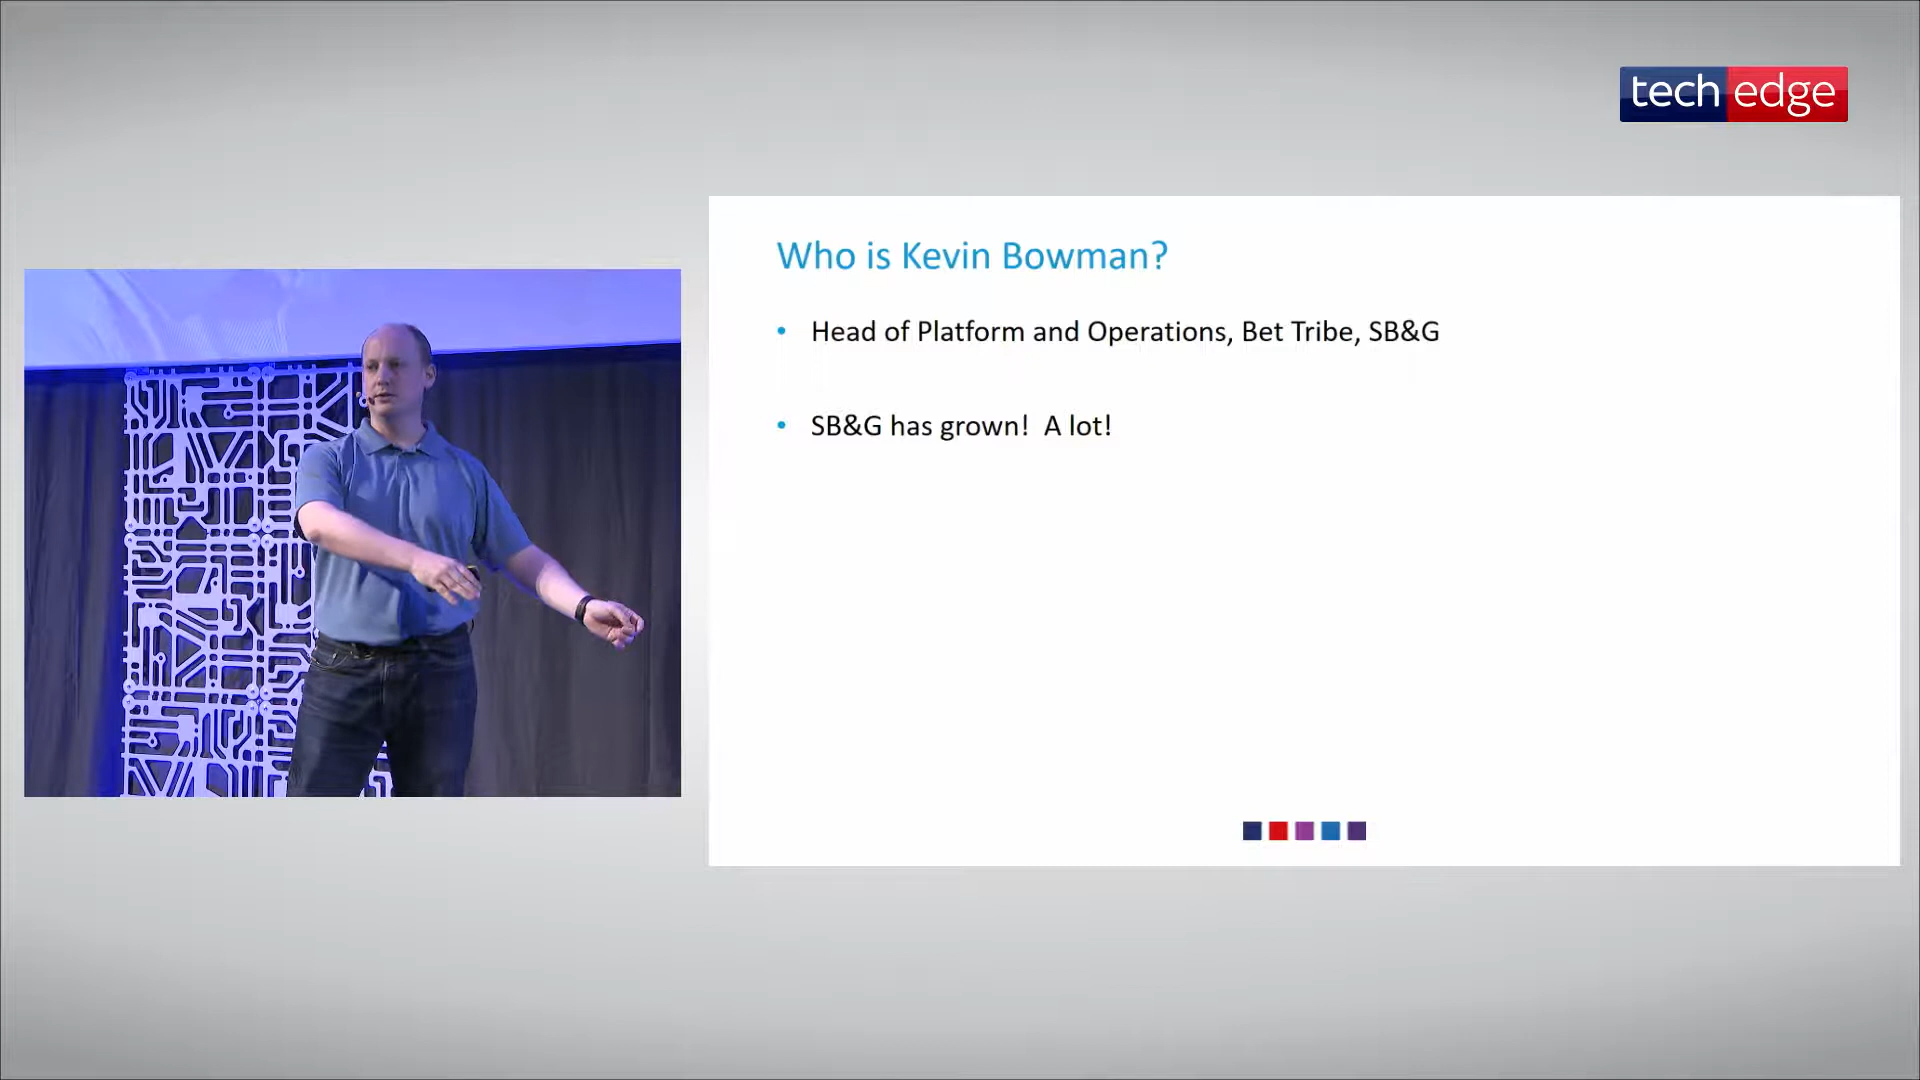 tech edge
Who is Kevin Bowman?
• Head of Platform and Operations, Bet Tribe, SB&G
• SB&G has grown!  A lot!